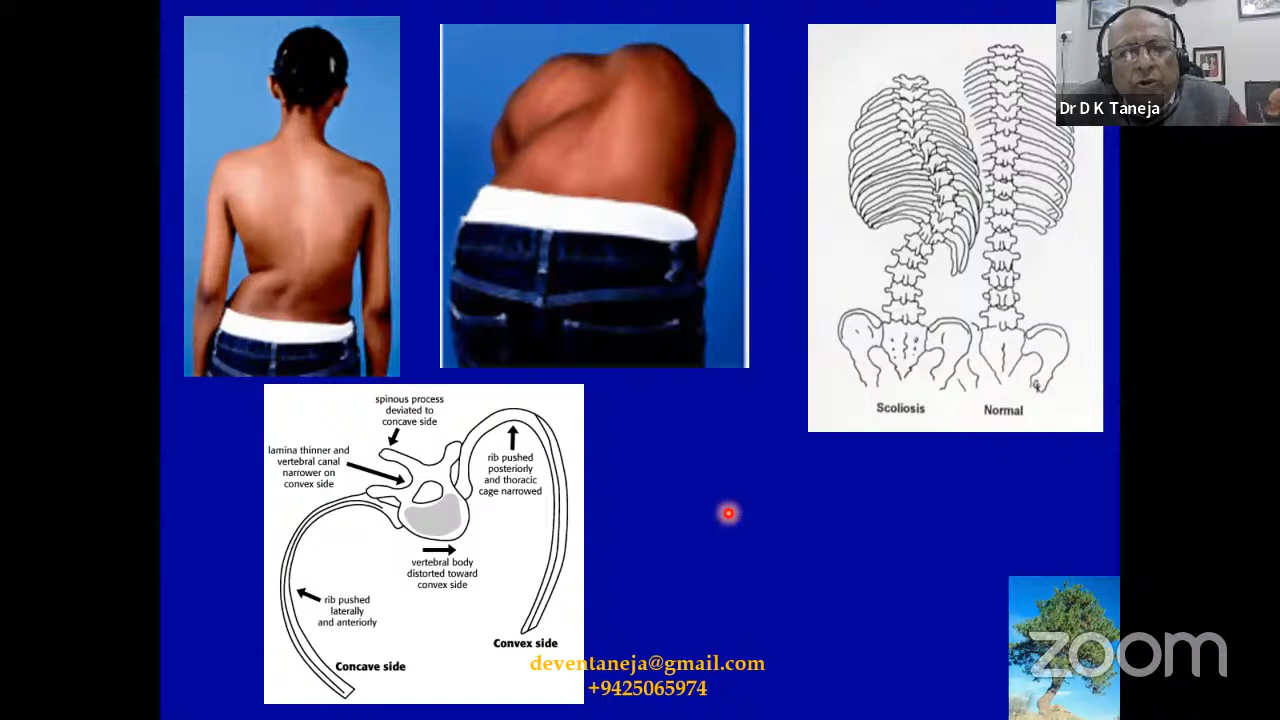 Dr D K Taneja
Scoliosis
Normal
spinous process
deviated to
concave side
lamina thinner and
vertebral canal
narrower on
convex side
rib pushed
posteriorly
and thoracic
cage narrowed
vertebral body
distorted toward
convex side
rib pushed
laterally
and anteriorly
Convex side
Concave side
deventaneja@gmail.com
+9425065974
zoom